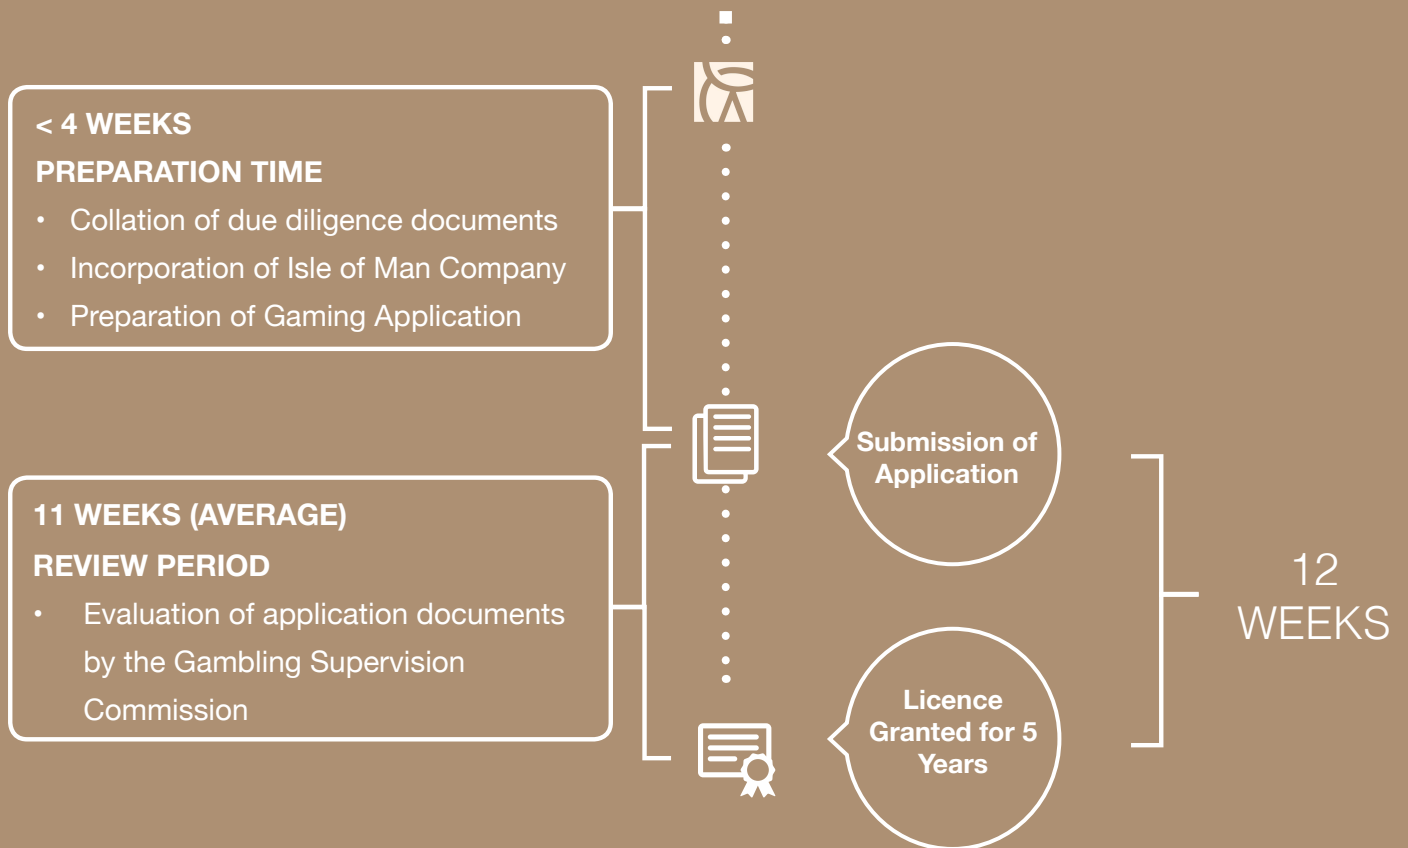 < 4 WEEKS
PREPARATION TIME
• Collation of due diligence documents
• Incorporation of Isle of Man Company
• Preparation of Gaming Application
Submission of
Application
11 WEEKS (AVERAGE)
REVIEW PERIOD
• Evaluation of application documents
by the Gambling Supervision
Commission
12
WEEKS
Licence
Granted for 5
Years